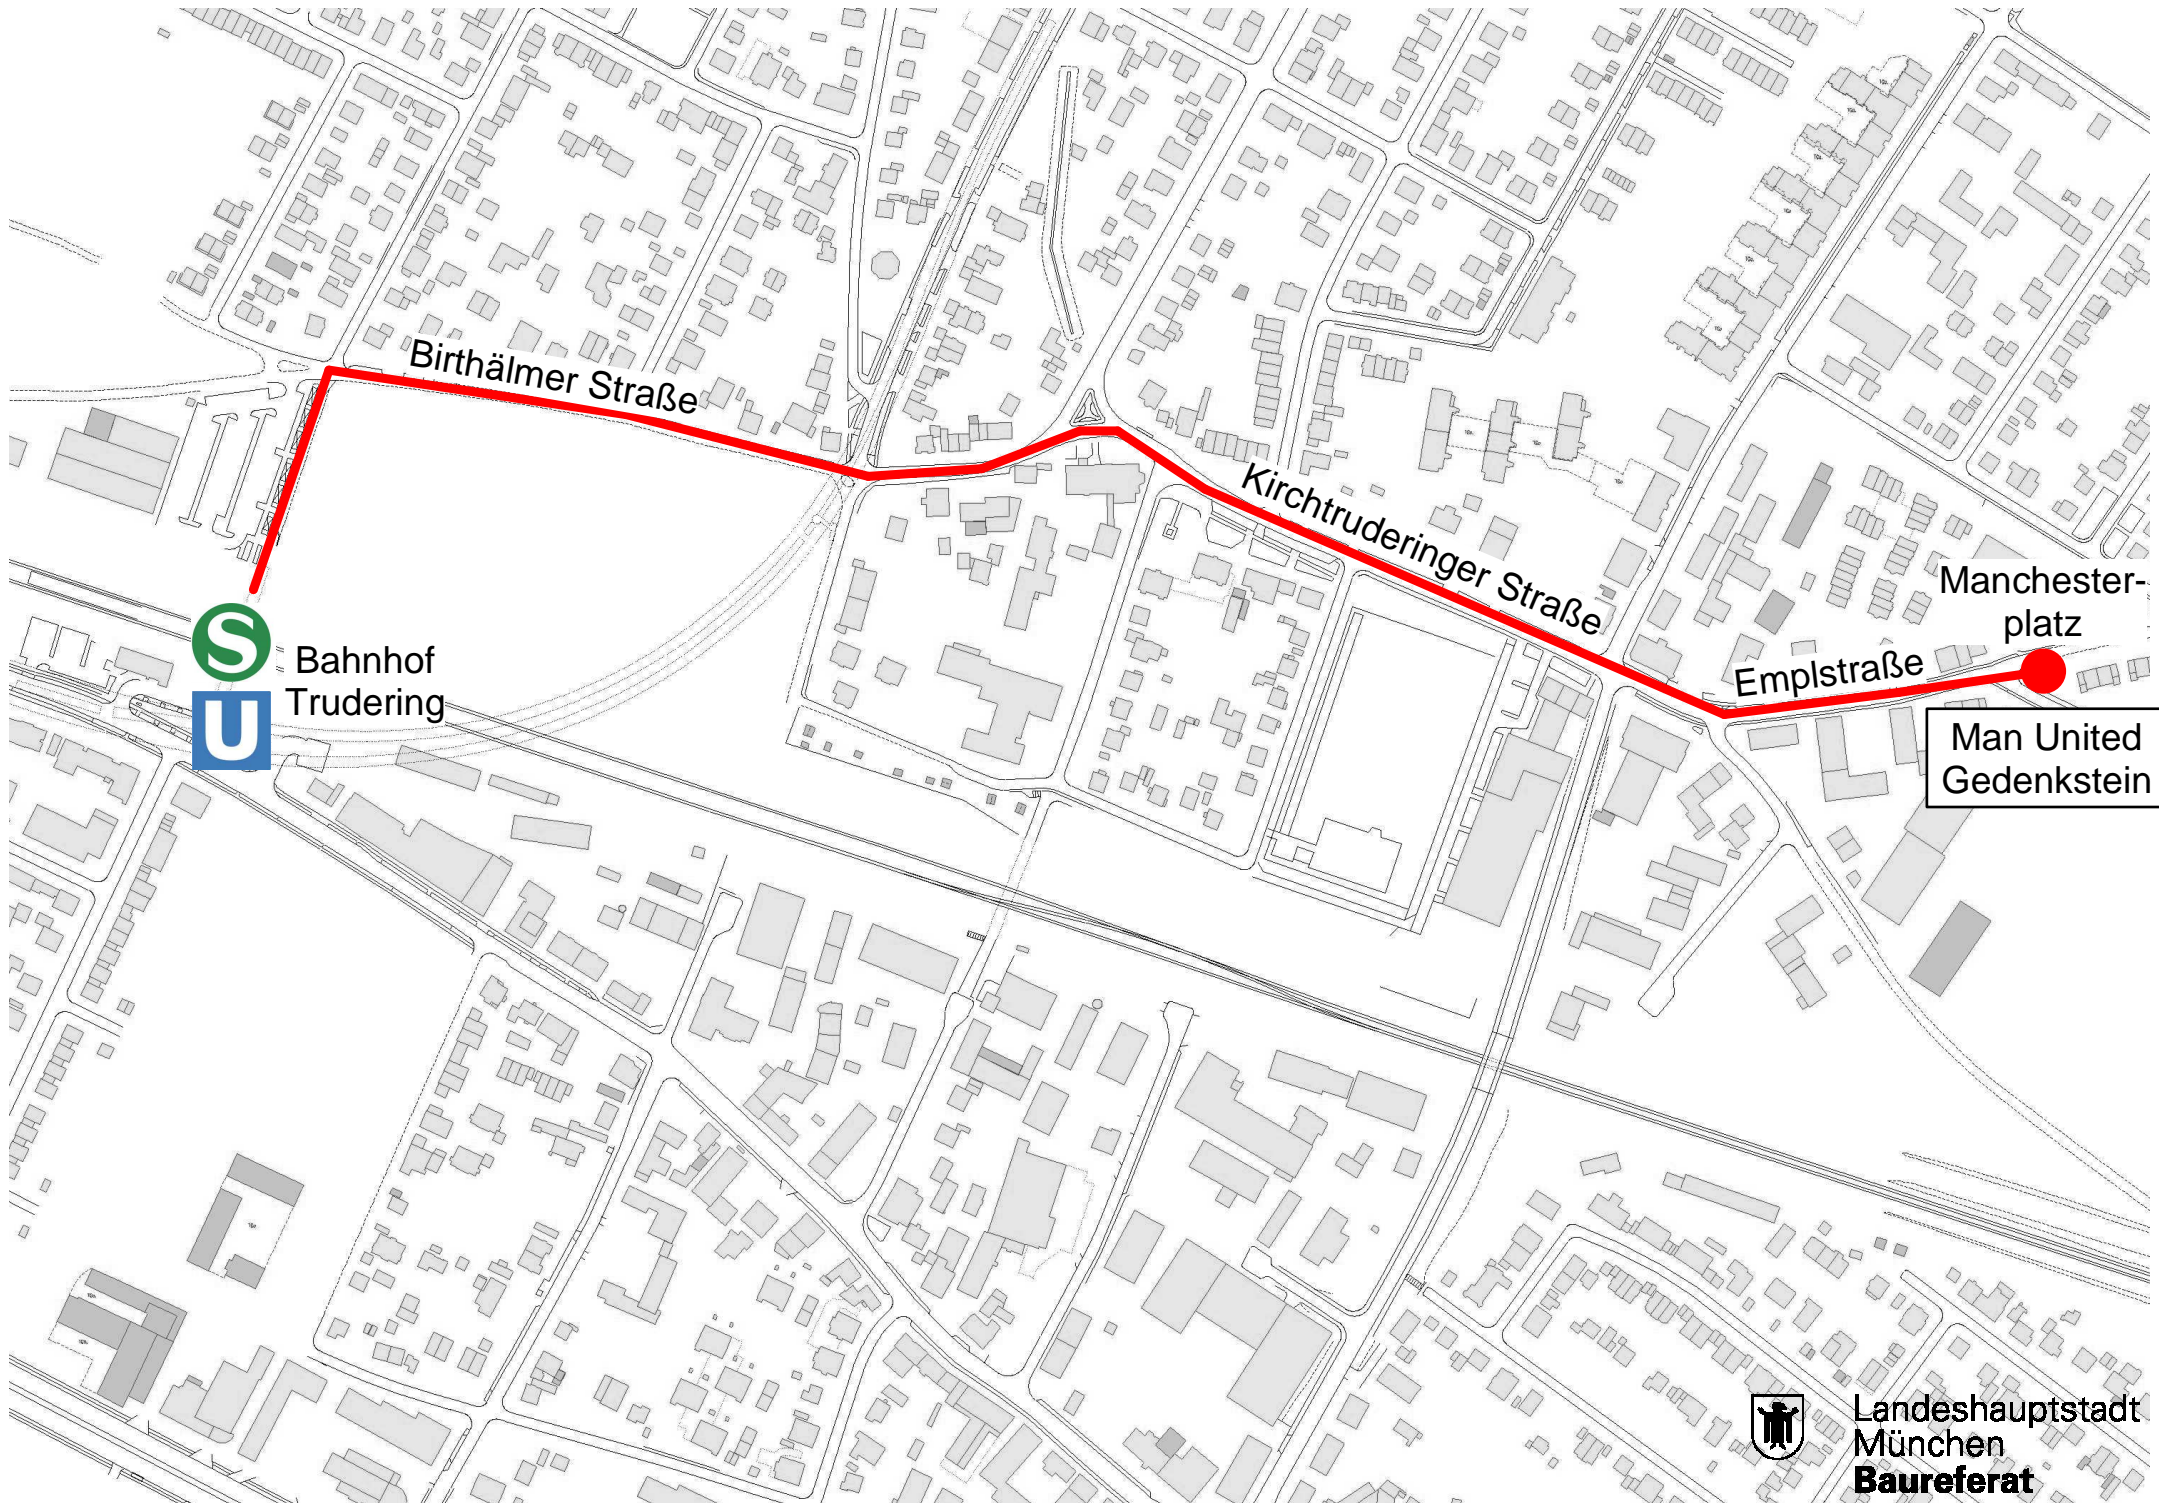 Birthälmer Straße
Kirchtruderinger Straße
Manchester-
platz
Emplstraße
S
Bahnhof
Trudering
U
Man United
Gedenkstein
Landeshauptstadt
München
Baureferat